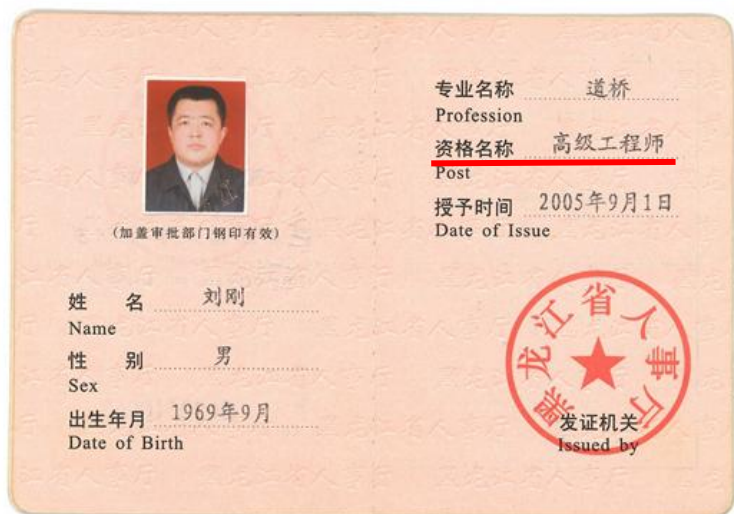 (加盖审批部门钢印有效)
姓 名 刘刚
Name
性 别 男
Sex
出生年月 1969年9月
Date of Birth
专业名称 道桥
Profession
资格名称 高级工程师
Post
授予时间 2005年9月1日
Date of Issue
黑龙江省人事厅
发证机关
Issued by